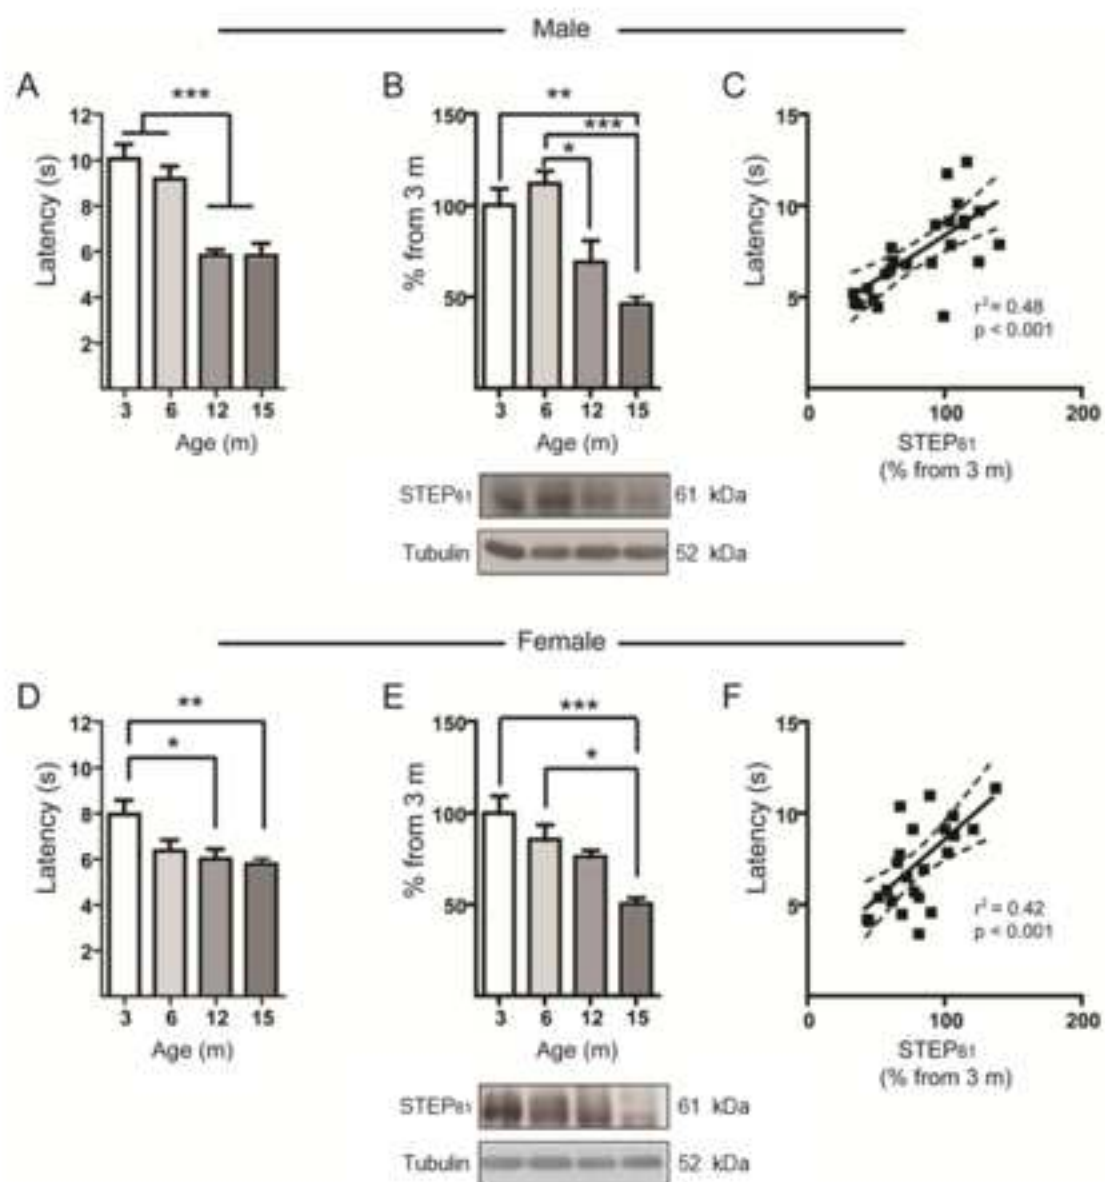 Male
A
***
12
10
8
6
4
2
Latency (s)
3 6 12 15
Age (m)
B
**
***
*
150
100
50
% from 3 m
3 6 12 15
Age (m)
STEP61 61 kDa
Tubulin 52 kDa
C
15
10
5
Latency (s)
r² = 0.48
p < 0.001
0 100 200
STEP61
(% from 3 m)
Female
D
**
*
12
10
8
6
4
2
Latency (s)
3 6 12 15
Age (m)
E
***
*
150
100
50
% from 3 m
3 6 12 15
Age (m)
STEP61 61 kDa
Tubulin 52 kDa
F
15
10
5
Latency (s)
r² = 0.42
p < 0.001
0 100 200
STEP61
(% from 3 m)